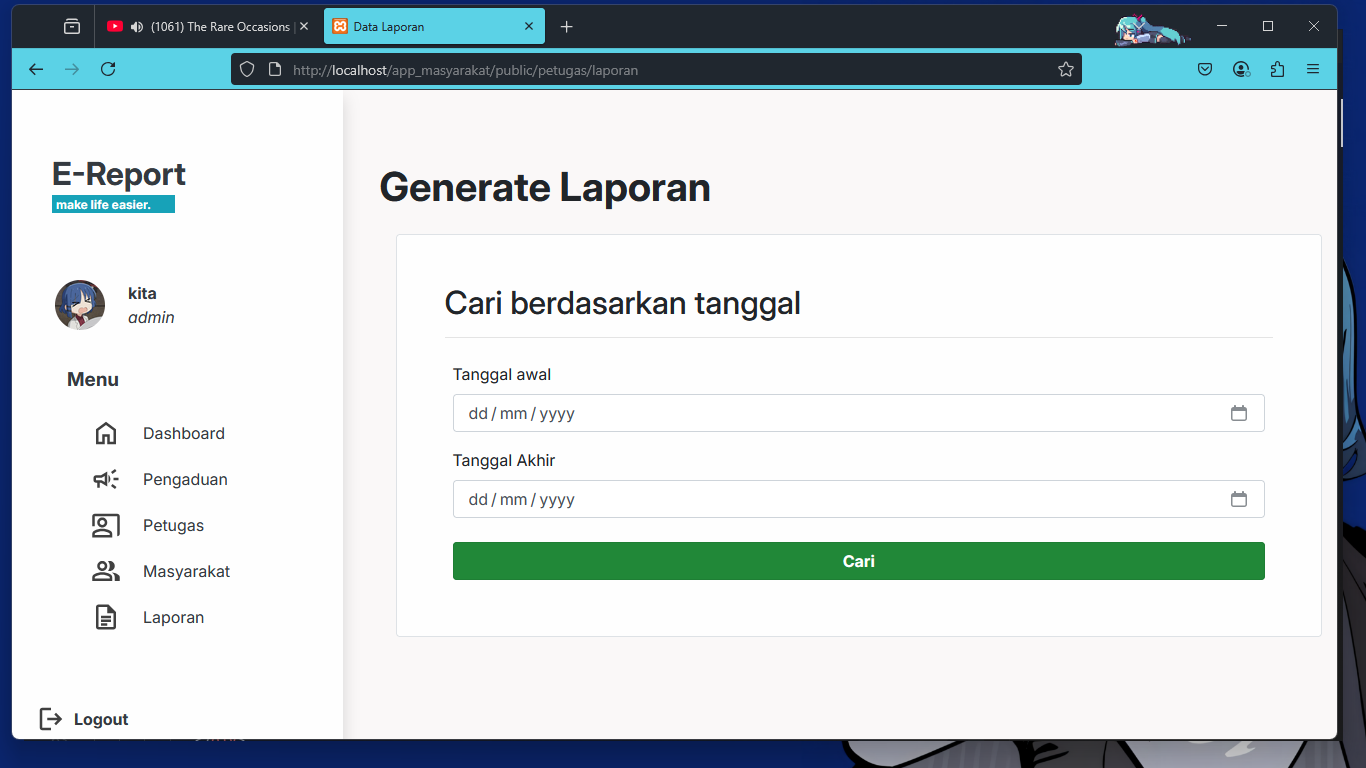 (1061) The Rare Occasions
Data Laporan
http://localhost/app_masyarakat/public/petugas/laporan
E-Report
make life easier.
kita
admin
Menu
Dashboard
Pengaduan
Petugas
Masyarakat
Laporan
Logout
Generate Laporan
Cari berdasarkan tanggal
Tanggal awal
dd / mm / yyyy
Tanggal Akhir
dd / mm / yyyy
Cari